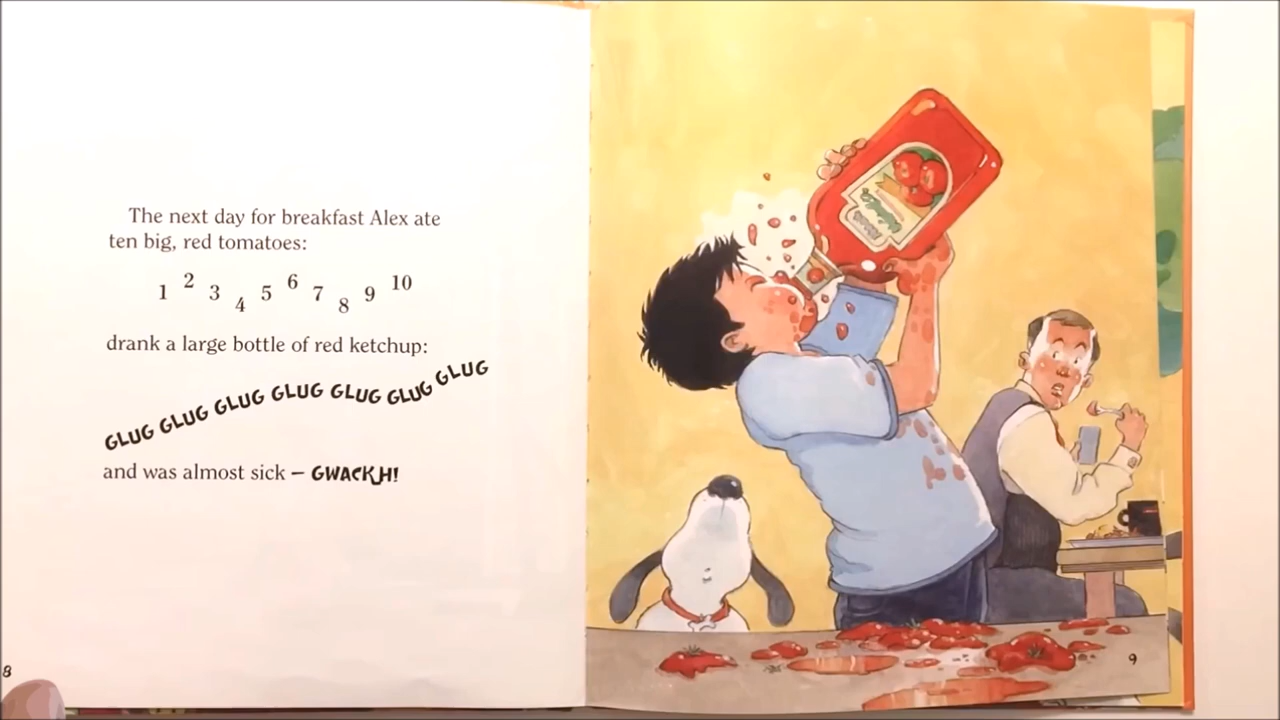 The next day for breakfast Alex ate
ten big, red tomatoes:
1 2 3 4 5 6 7 8 9 10
drank a large bottle of red ketchup:
GLUG GLUG GLUG GLUG GLUG GLUG GLUG
and was almost sick – GWACKH!
8
9